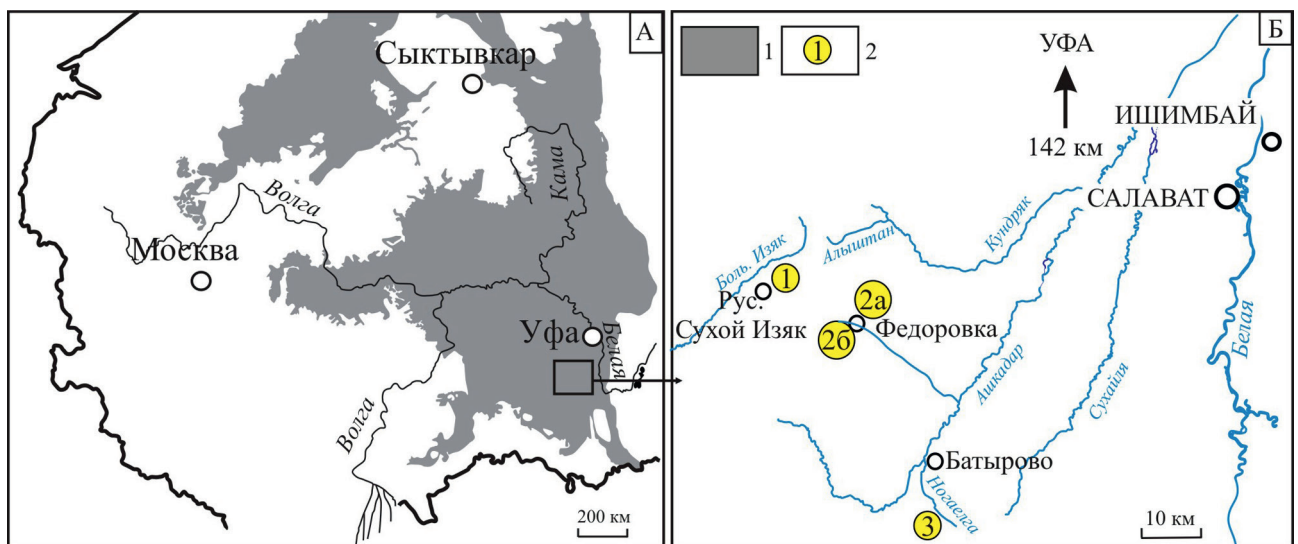 А
Сыктывкар
Кама
Волга
Москва
Уфа
Белая
Волга
200 км
Б
1
1
2
УФА
142 км
ИШИМБАЙ
САЛАВАТ
Кундряк
Алыштан
Боль. Изяк
1
Рус.
Сухой Изяк
2а
2б
Федоровка
Белая
Ашкадар
Сухайля
Батырово
Ногаелга
3
10 км